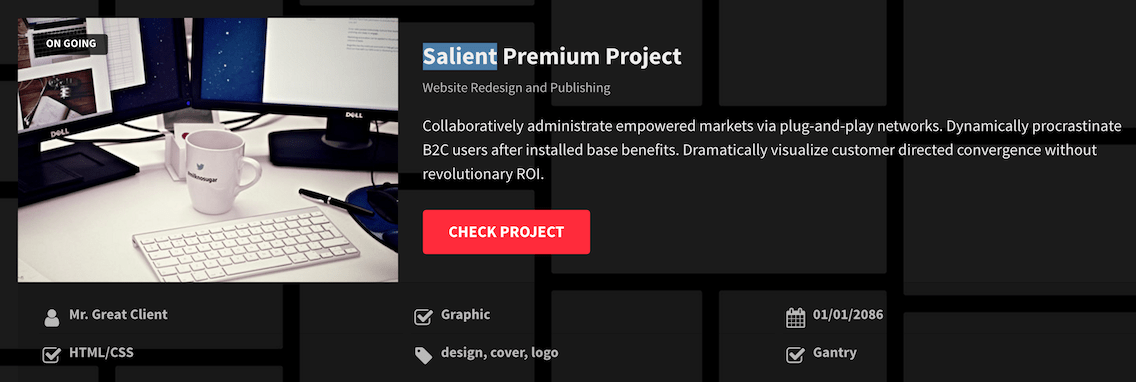 ON GOING
DELL
DELL
Salient Premium Project
Website Redesign and Publishing
Collaboratively administrate empowered markets via plug-and-play networks. Dynamically procrastinate
B2C users after installed base benefits. Dramatically visualize customer directed convergence without
revolutionary ROI.
CHECK PROJECT
Mr. Great Client
Graphic
01/01/2086
HTML/CSS
design, cover, logo
Gantry